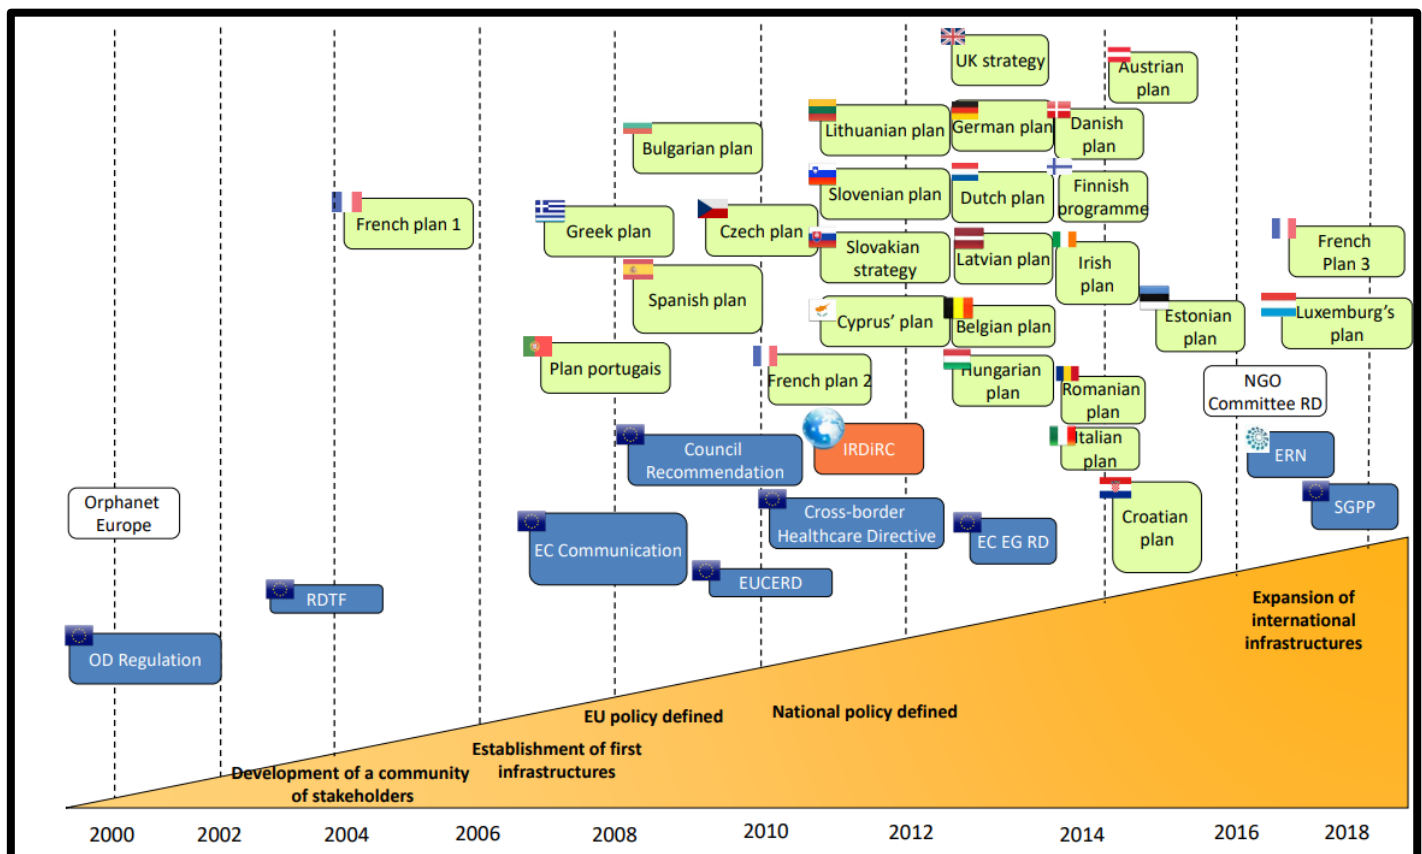 UK strategy
Austrian
plan
Lithuanian plan
German plan
Danish
plan
Bulgarian plan
Slovenian plan
Dutch plan
Finnish
programme
French plan 1
Greek plan
Czech plan
Slovakian
strategy
Latvian plan
Irish
plan
French
Plan 3
Spanish plan
Cyprus’ plan
Belgian plan
Estonian
plan
Luxemburg’s
plan
Plan portugais
French plan 2
Hungarian
plan
Romanian
plan
NGO
Committee RD
Council
Recommendation
IRDiRC
Italian
plan
ERN
Orphanet
Europe
Cross-border
Healthcare Directive
Croatian
plan
SGPP
EC Communication
EC EG RD
EUCERD
RDTF
OD Regulation
Expansion of
international
infrastructures
EU policy defined
National policy defined
Establishment of first
infrastructures
Development of a community
of stakeholders
2000 2002 2004 2006 2008 2010 2012 2014 2016 2018